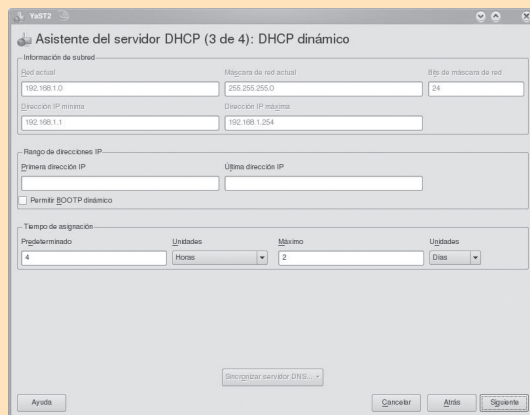 YaST2
Asistente del servidor DHCP (3 de 4): DHCP dinámico
Información de subred
Red actual
Máscara de red actual
Bits de máscara de red
192.168.1.0
255.255.255.0
24
Dirección IP mínima
Dirección IP máxima
192.168.1.1
192.168.1.254
Rango de direcciones IP
Primera dirección IP
Última dirección IP
Permitir BOOTP dinámico
Tiempo de asignación
Predeterminado
Unidades
Máximo
Unidades
4
Horas
2
Días
Sincronizar servidor DNS...
Ayuda
Cancelar
Atrás
Siguiente